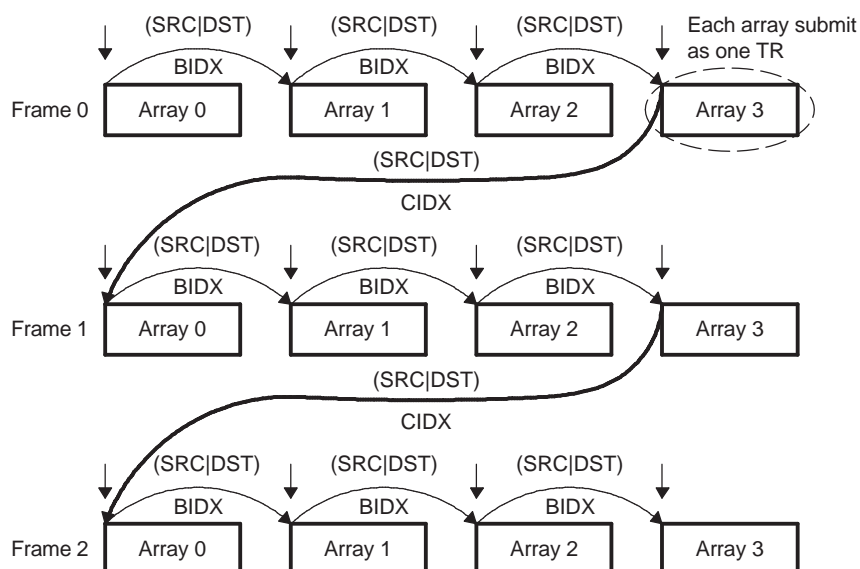 (SRC|DST) (SRC|DST) (SRC|DST) Each array submit
as one TR
BIDX BIDX BIDX
Frame 0 Array 0 Array 1 Array 2 Array 3
(SRC|DST)
CIDX
(SRC|DST) (SRC|DST) (SRC|DST)
BIDX BIDX BIDX
Frame 1 Array 0 Array 1 Array 2 Array 3
(SRC|DST)
CIDX
(SRC|DST) (SRC|DST) (SRC|DST)
BIDX BIDX BIDX
Frame 2 Array 0 Array 1 Array 2 Array 3